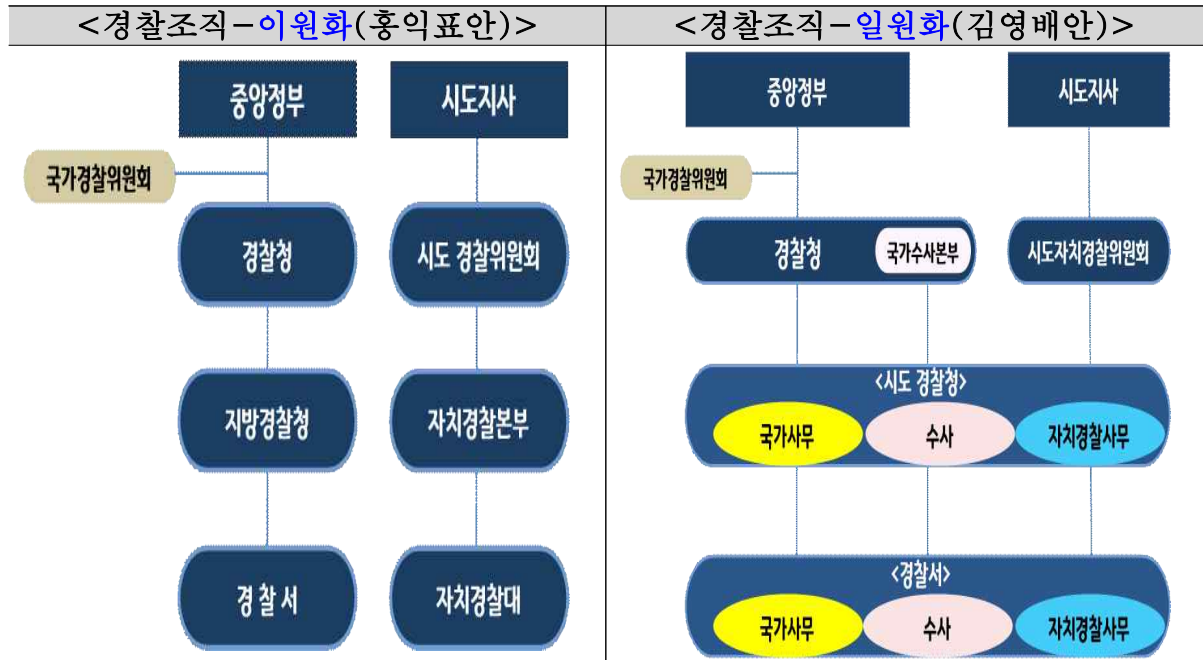 <경찰조직-이원화(홍익표안)>
중앙정부
시도지사
국가경찰위원회
경찰청
시도 경찰위원회
지방경찰청
자치경찰본부
경 찰 서
자치경찰대
<경찰조직-일원화(김영배안)>
중앙정부
시도지사
국가경찰위원회
경찰청
국가수사본부
시도자치경찰위원회
<시도 경찰청>
국가사무
수사
자치경찰사무
<경찰서>
국가사무
수사
자치경찰사무